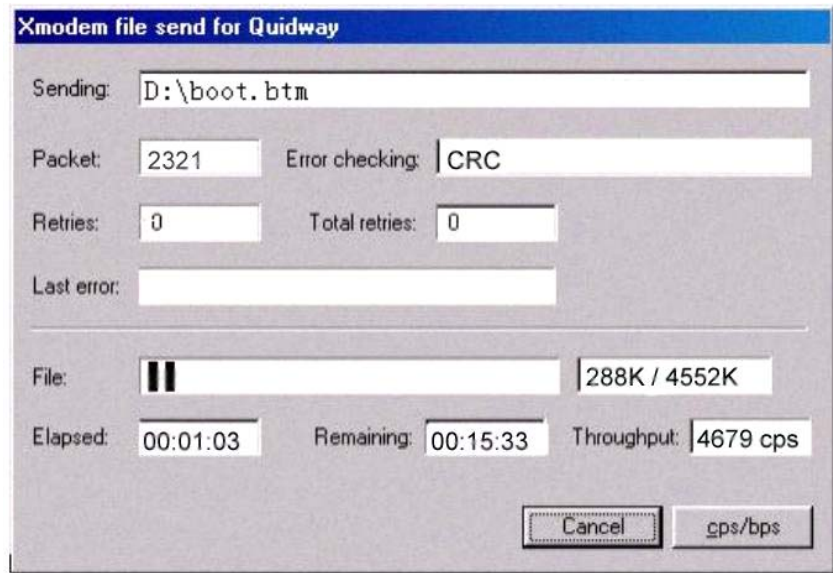 Xmodem file send for Quidway
Sending: D:\boot.btm
Packet: 2321 Error checking: CRC
Retries: 0 Total retries: 0
Last error:
File: 288K / 4552K
Elapsed: 00:01:03 Remaining: 00:15:33 Throughput: 4679 cps
Cancel cps/bps